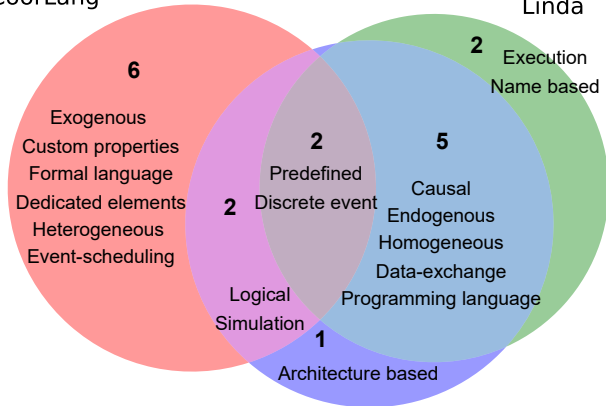 Linda
6
Exogenous
Custom properties
Formal language
Dedicated elements
Heterogeneous
Event-scheduling
2
Logical
Simulation
2
Predefined
Discrete event
5
Causal
Endogenous
Homogeneous
Data-exchange
Programming language
2
Execution
Name based
1
Architecture based